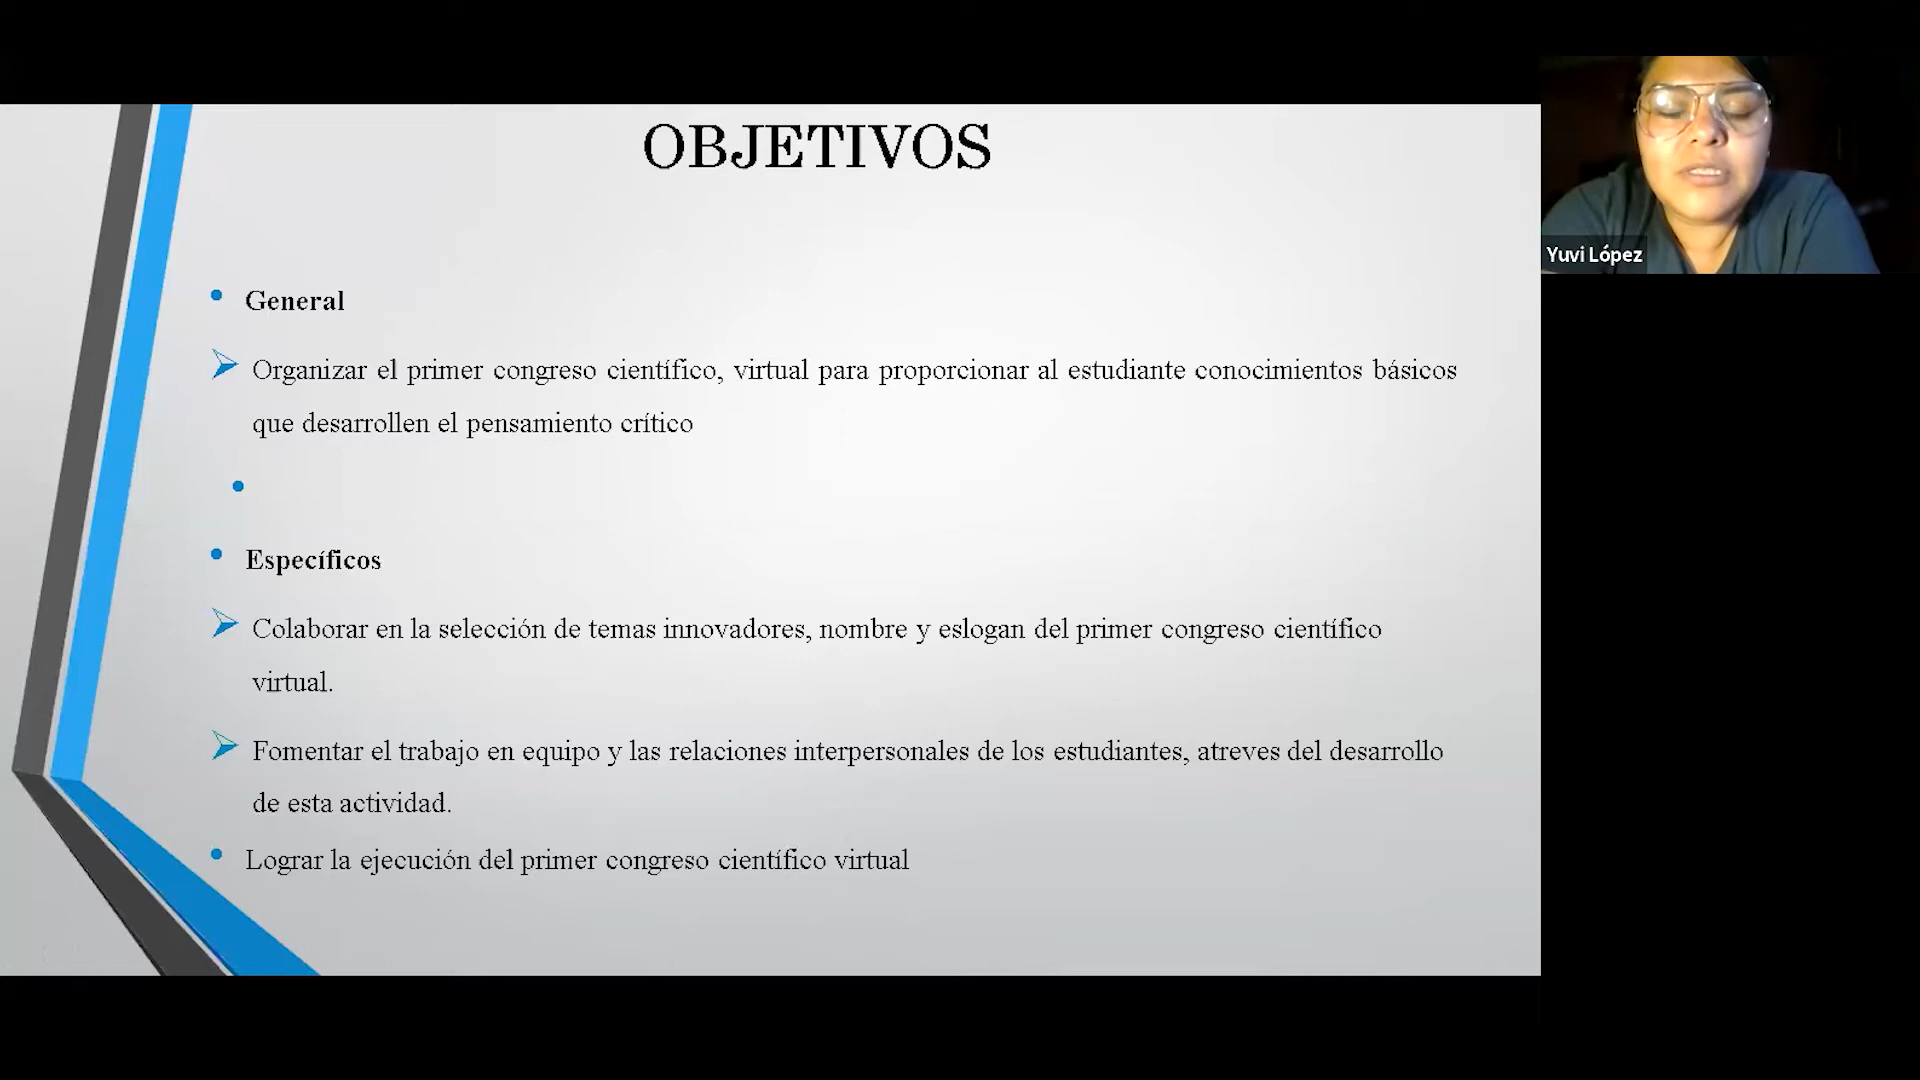 OBJETIVOS
Yuvi López
General
Organizar el primer congreso científico, virtual para proporcionar al estudiante conocimientos básicos
que desarrollen el pensamiento crítico
Específicos
Colaborar en la selección de temas innovadores, nombre y eslogan del primer congreso científico
virtual.
Fomentar el trabajo en equipo y las relaciones interpersonales de los estudiantes, atreves del desarrollo
de esta actividad.
Lograr la ejecución del primer congreso científico virtual